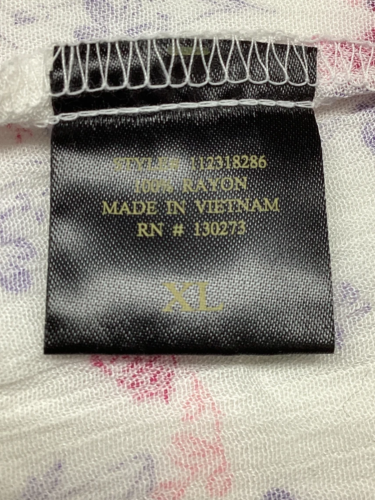 STYLE# 112318286
100% RAYON
MADE IN VIETNAM
RN # 130273
XL